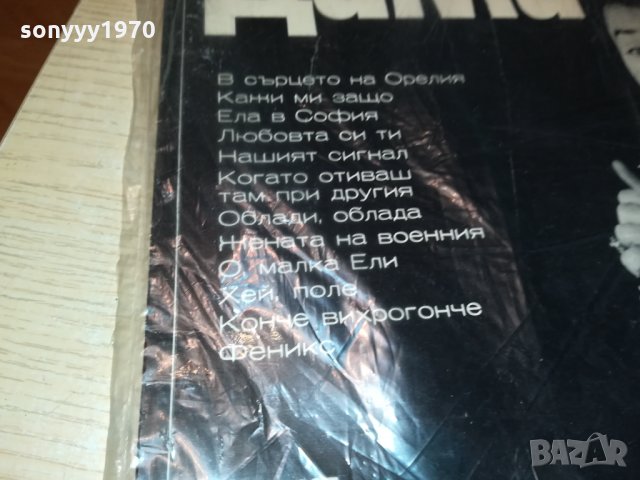 sonyyy1970
В сърцето на Орелия
Кажи ми защо
Ела в София
Любовта си ти
Нашият сигнал
Когато отиваш
там при другия
Облади, облада
Жената на военния
О, малка Ели
Хей, поле
Конче вихрогонче
Феникс
BAZAR